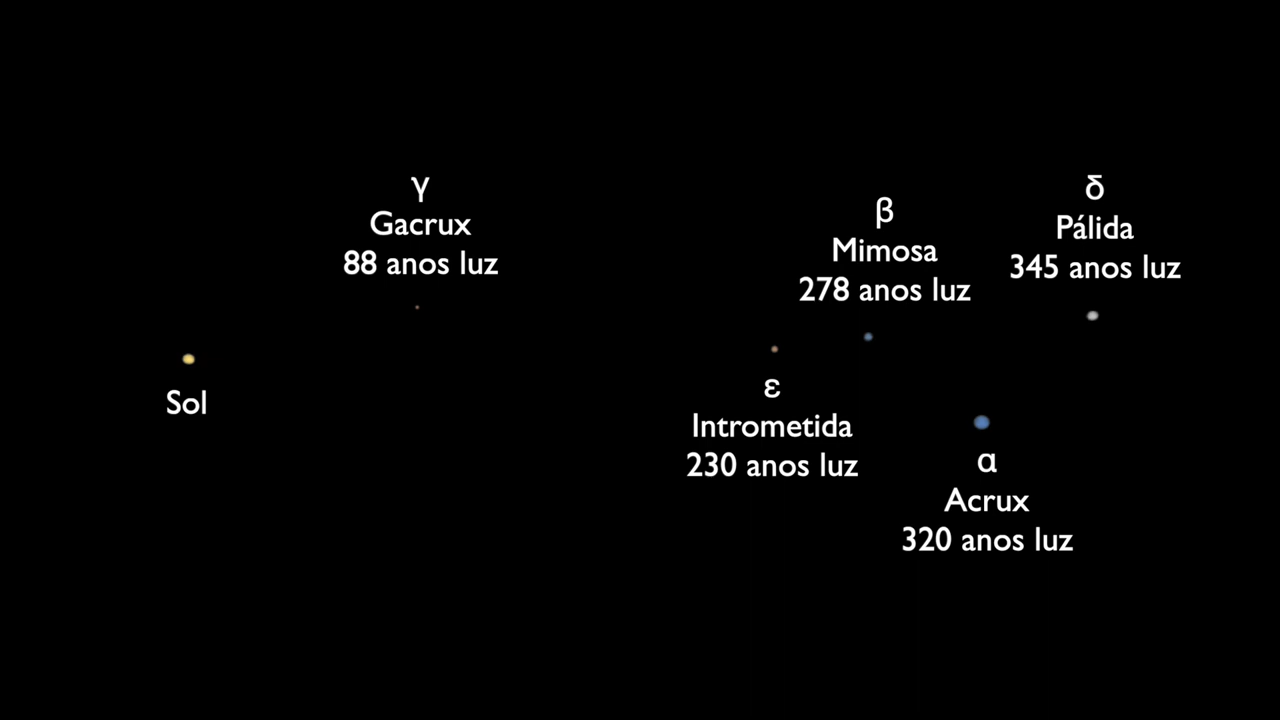 γ
Gacrux
88 anos luz
β
Mimosa
278 anos luz
δ
Pálida
345 anos luz
Sol
ε
Intrometida
230 anos luz
α
Acrux
320 anos luz